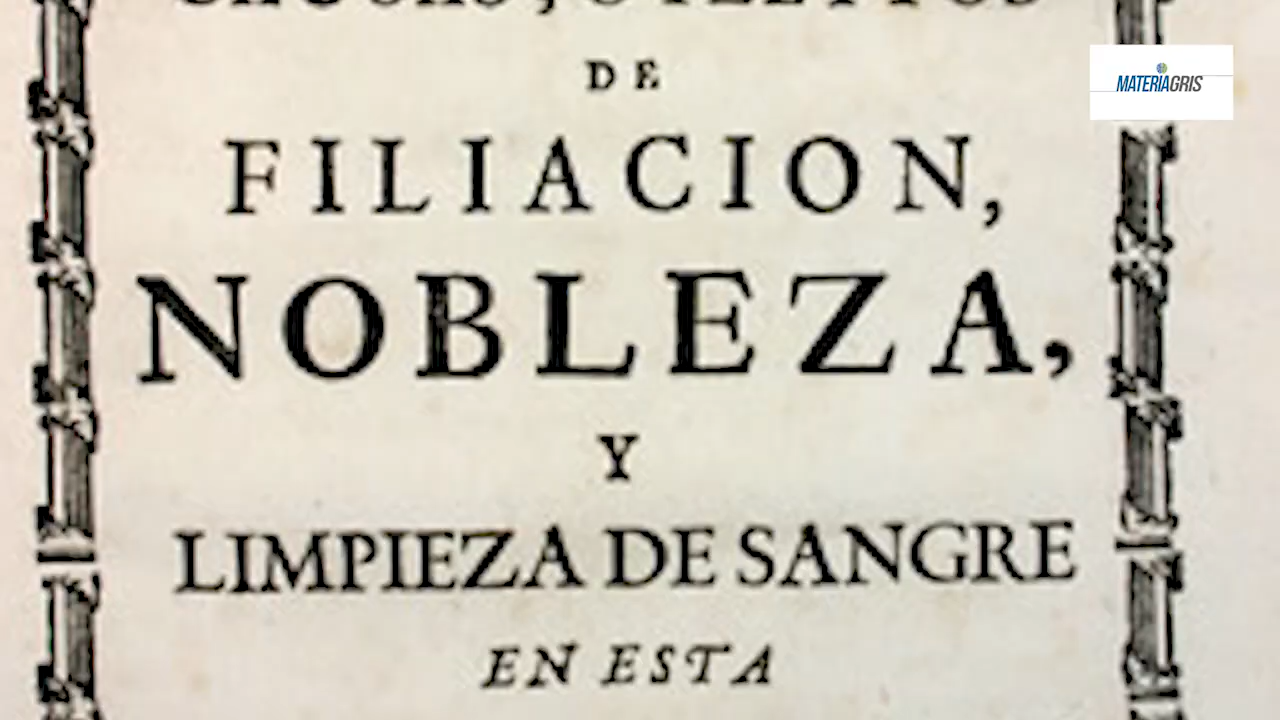 DE
FILIACION,
NOBLEZA,
Y
LIMPIEZA DE SANGRE
EN ESTA
MATERIAGRIS